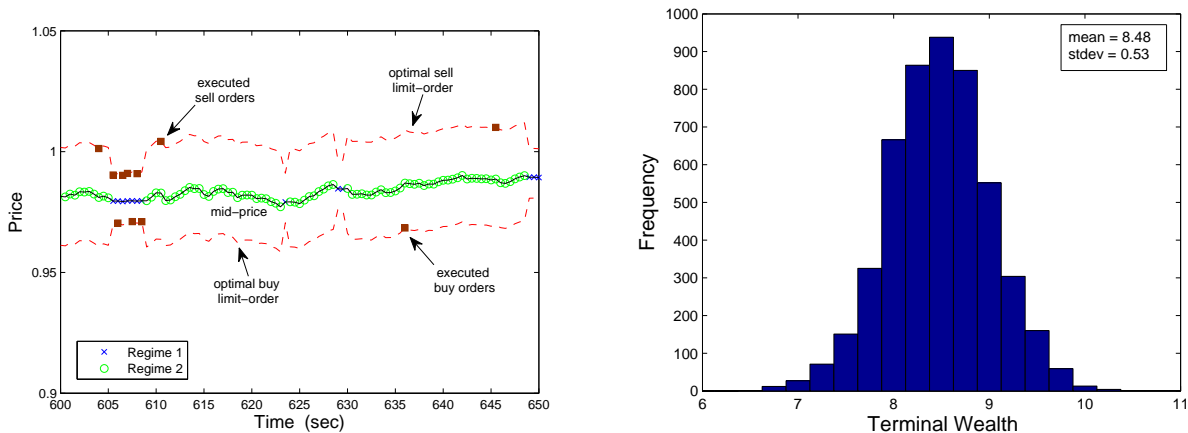 1.05
1
0.95
0.9
Price
executed
sell orders
optimal sell
limit−order
mid−price
optimal buy
limit−order
executed
buy orders
Regime 1
Regime 2
600 605 610 615 620 625 630 635 640 645 650
Time (sec)
1000
900
800
700
600
500
400
300
200
100
0
Frequency
mean = 8.48
stdev = 0.53
6 7 8 9 10 11
Terminal Wealth